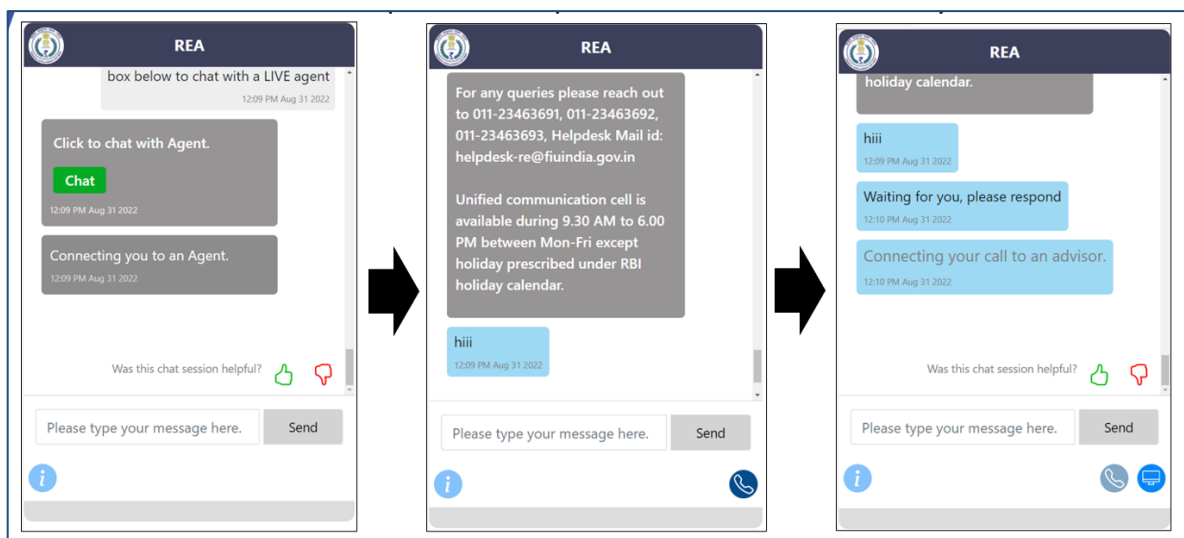 REA
box below to chat with a LIVE agent
12:09 PM Aug 31 2022
Click to chat with Agent.
Chat
12:09 PM Aug 31 2022
Connecting you to an Agent.
12:09 PM Aug 31 2022
Was this chat session helpful?
Please type your message here.
Send
i
REA
For any queries please reach out
to 011-23463691, 011-23463692,
011-23463693, Helpdesk Mail id:
helpdesk-re@fiuindia.gov.in
Unified communication cell is
available during 9.30 AM to 6.00
PM between Mon-Fri except
holiday prescribed under RBI
holiday calendar.
hiii
12:09 PM Aug 31 2022
Please type your message here.
Send
i
REA
holiday calendar.
hiii
12:09 PM Aug 31 2022
Waiting for you, please respond
12:10 PM Aug 31 2022
Connecting your call to an advisor.
12:10 PM Aug 31 2022
Was this chat session helpful?
Please type your message here.
Send
i